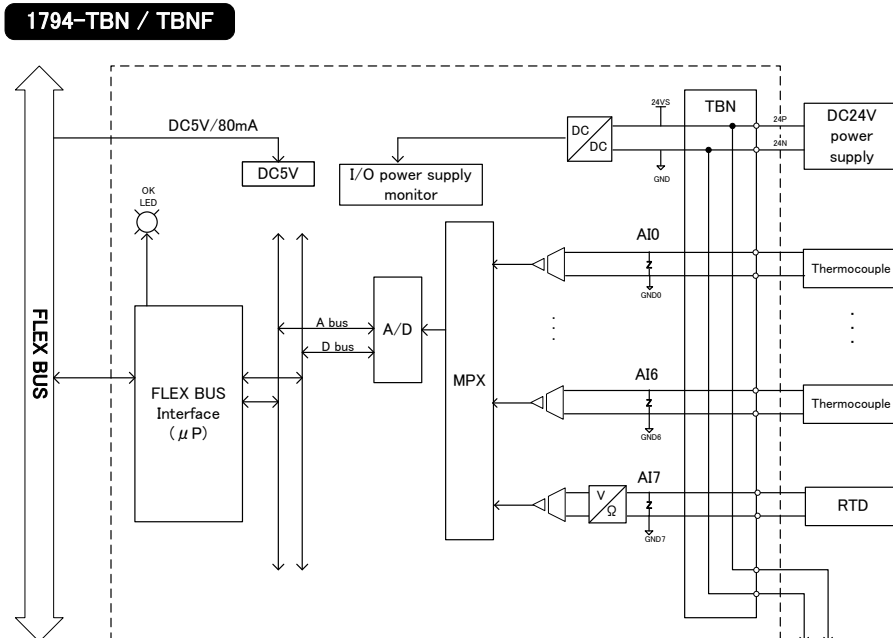 1794-TBN / TBNF
DC5V/80mA
DC5V
OK
LED
I/O power supply
monitor
DC
DC
24VS
GND
TBN
24P
24N
DC24V
power
supply
FLEX BUS
FLEX BUS
Interface
(μP)
A bus
D bus
A/D
MPX
AI0
Z
GND0
Thermocouple
AI6
Z
GND6
Thermocouple
AI7
V
Ω
Z
GND7
RTD